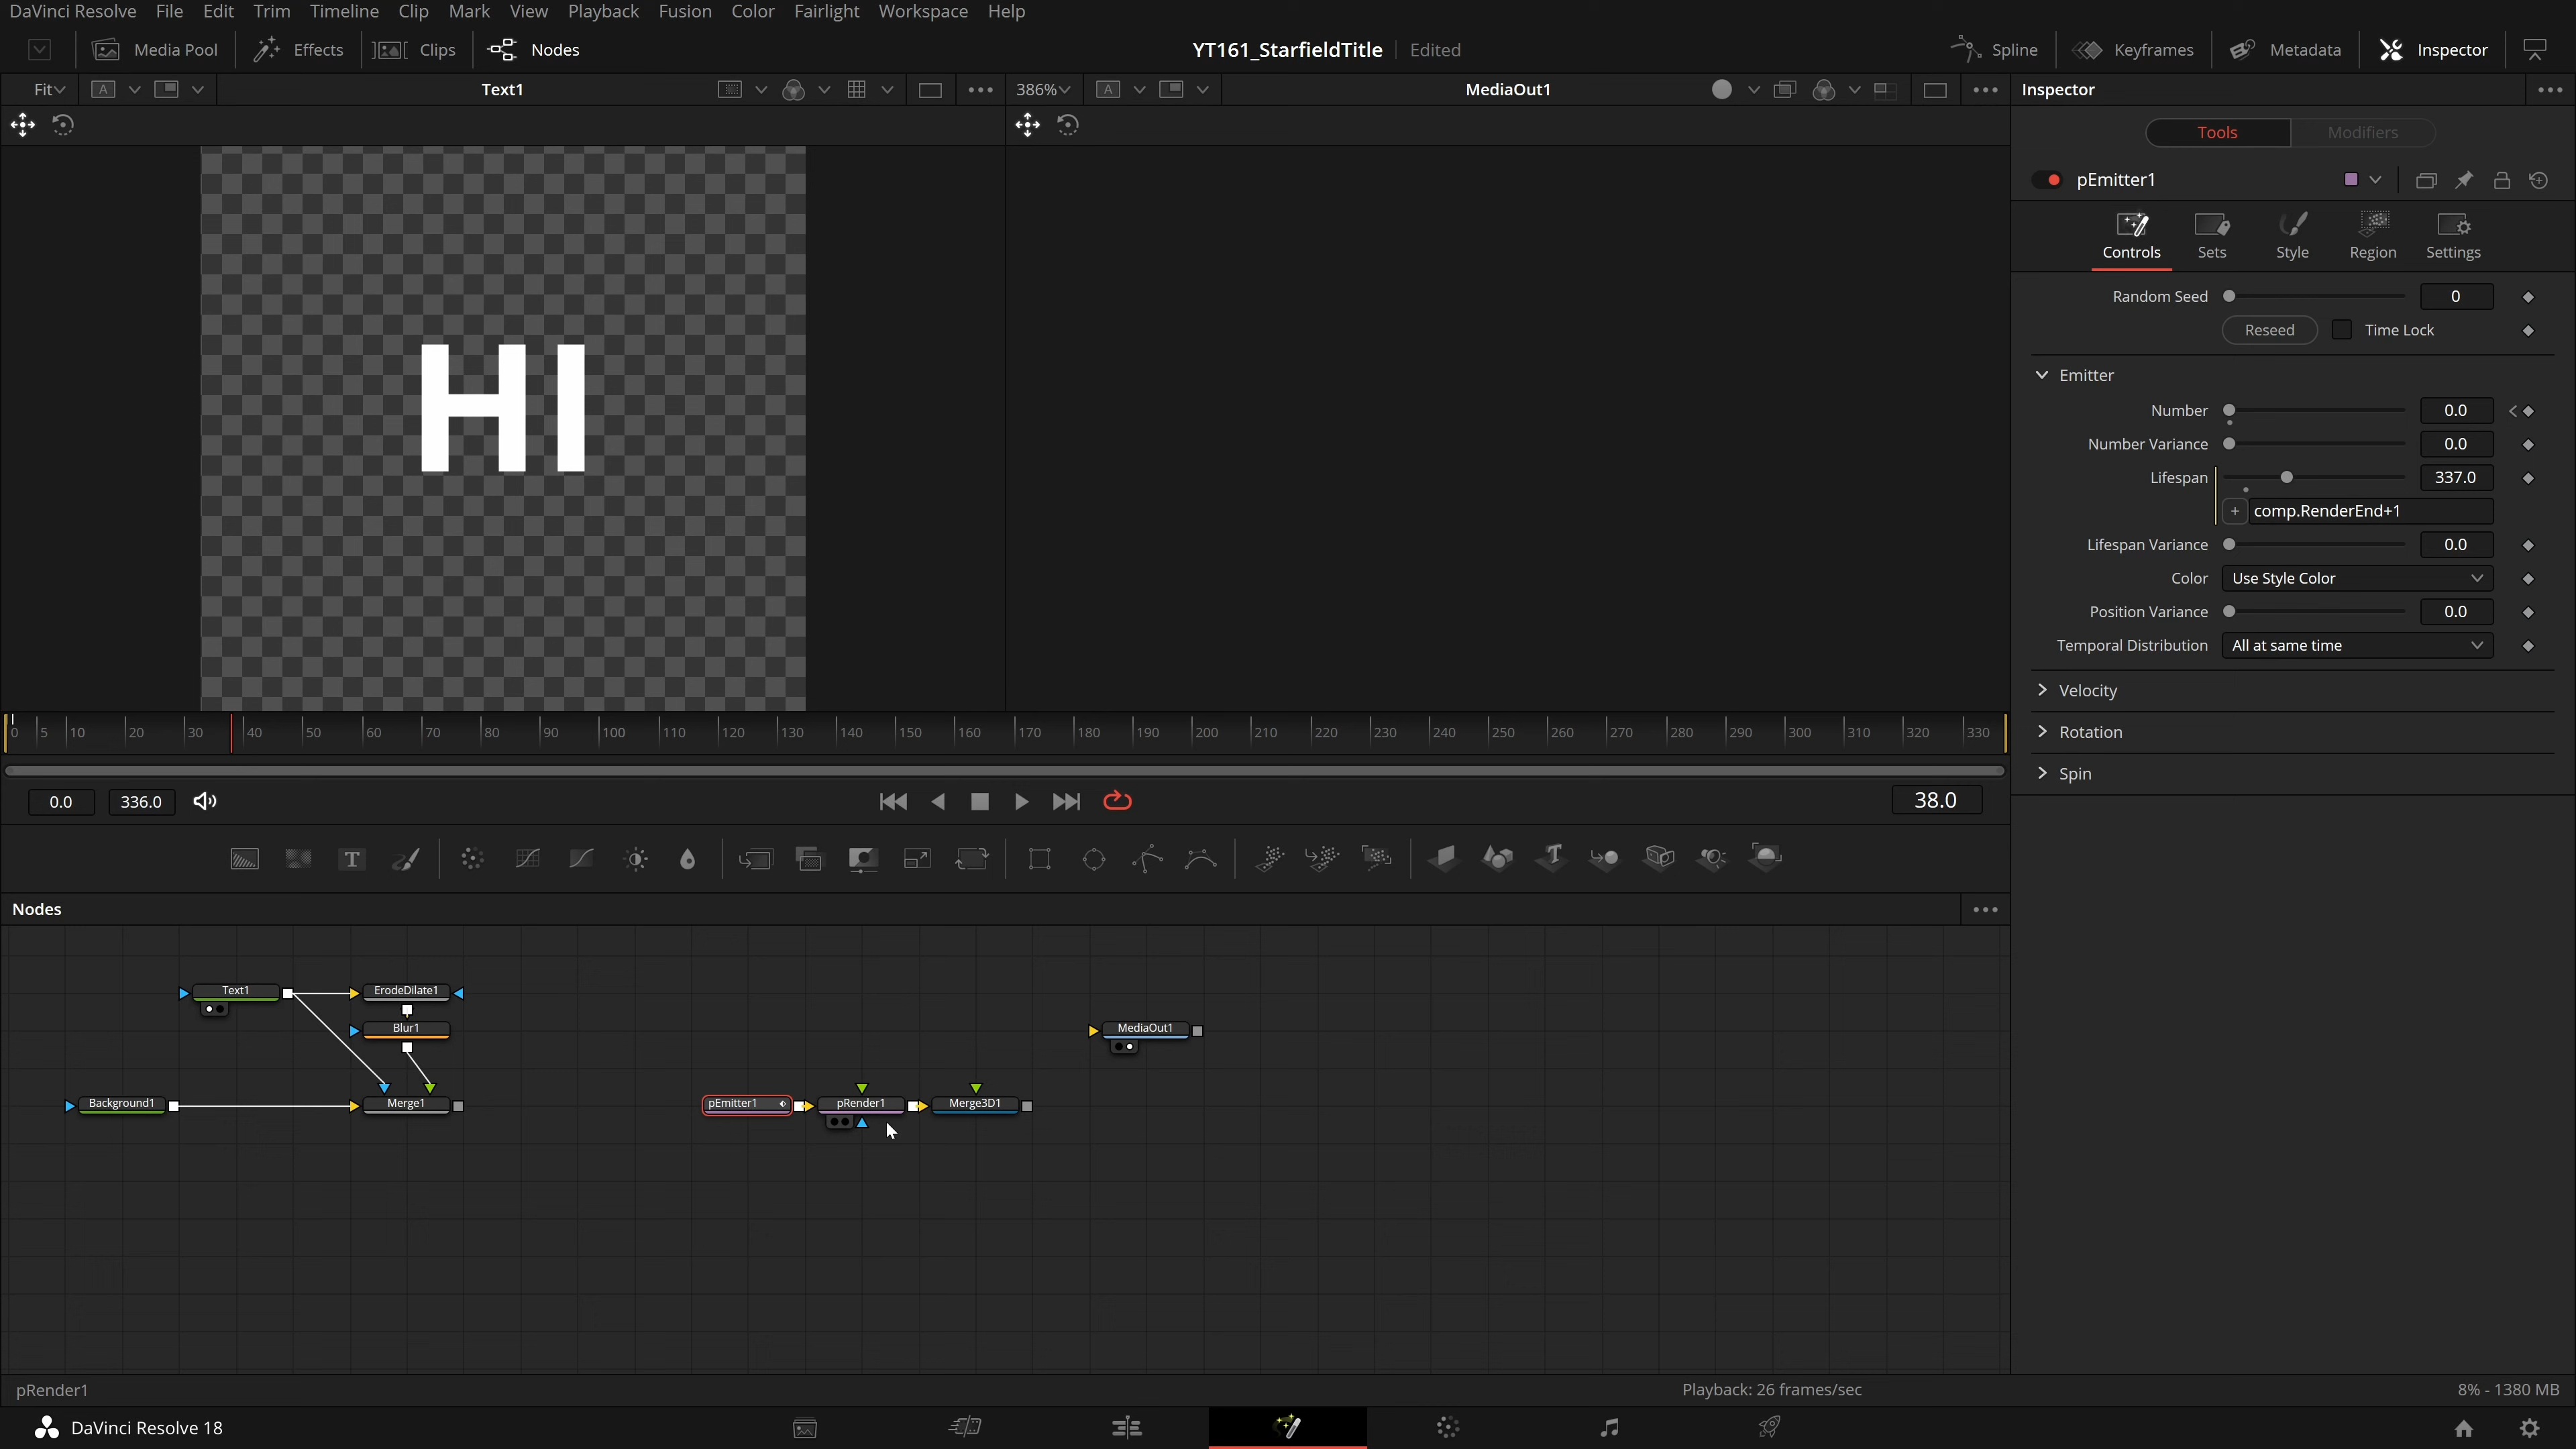 DaVinci Resolve File Edit Trim Timeline Clip Mark View Playback Fusion Color Fairlight Workspace Help
Media Pool Effects Clips Nodes YT161_StarfieldTitle Edited Spline Keyframes Metadata Inspector
Fit A Text1 386% A MediaOut1 Inspector
Tools Modifiers
pEmitter1
Controls Sets Style Region Settings
Random Seed 0
Reseed Time Lock
Emitter
Number 0.0
Number Variance 0.0
Lifespan 337.0
+ comp.RenderEnd+1
Lifespan Variance 0.0
Color Use Style Color
Position Variance 0.0
Temporal Distribution All at same time
Velocity
Rotation
Spin
HI
0 5 10 20 30 40 50 60 70 80 90 100 110 120 130 140 150 160 170 180 190 200 210 220 230 240 250 260 270 280 290 300 310 320 330
0.0 336.0 38.0
T
Nodes
Text1 ErodeDilate1
Blur1 MediaOut1
Background1 Merge1 pEmitter1 pRender1 Merge3D1
pRender1 Playback: 26 frames/sec 8% - 1380 MB
DaVinci Resolve 18